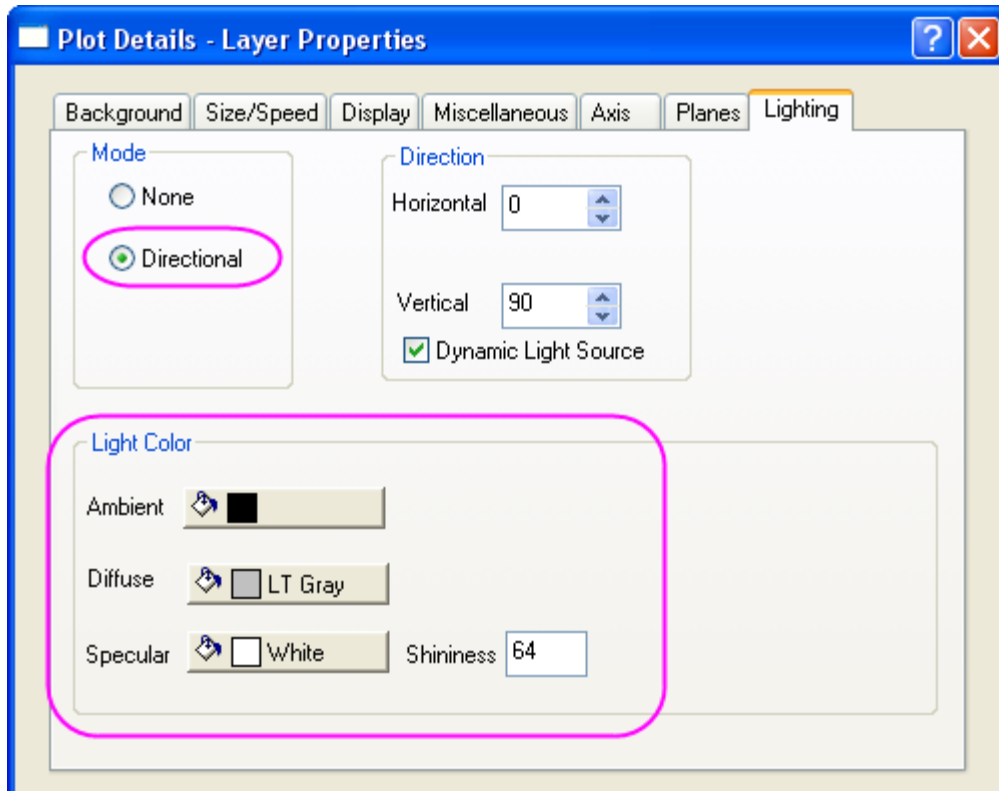 Plot Details - Layer Properties
Background Size/Speed Display Miscellaneous Axis Planes Lighting
Mode
None
Directional
Direction
Horizontal 0
Vertical 90
Dynamic Light Source
Light Color
Ambient
Diffuse LT Gray
Specular White Shininess 64